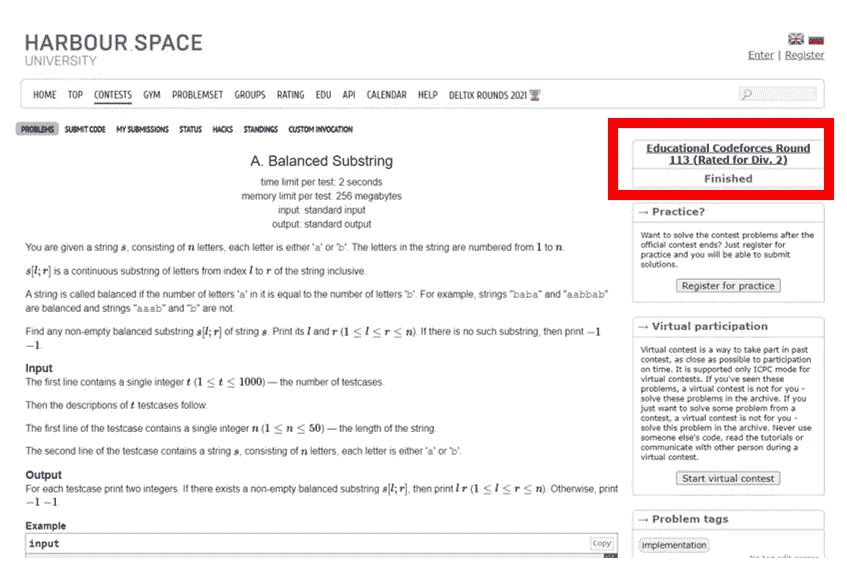 HARBOUR.SPACE
UNIVERSITY
Enter | Register
HOME TOP CONTESTS GYM PROBLEMSET GROUPS RATING EDU API CALENDAR HELP DELTIX ROUNDS 2021
PROBLEMS SUBMIT CODE MY SUBMISSIONS STATUS HACKS STANDINGS CUSTOM INVOCATION
A. Balanced Substring
time limit per test: 2 seconds
memory limit per test: 256 megabytes
input: standard input
output: standard output
You are given a string s, consisting of n letters, each letter is either 'a' or 'b'. The letters in the string are numbered from 1 to n.
s[l; r] is a continuous substring of letters from index l to r of the string inclusive.
A string is called balanced if the number of letters 'a' in it is equal to the number of letters 'b'. For example, strings "baba" and "aabbab"
are balanced and strings "aaab" and "b" are not.
Find any non-empty balanced substring s[l; r] of string s. Print its l and r (1 ≤ l ≤ r ≤ n). If there is no such substring, then print −1
−1.
Input
The first line contains a single integer t (1 ≤ t ≤ 1000) — the number of testcases.
Then the descriptions of t testcases follow.
The first line of the testcase contains a single integer n (1 ≤ n ≤ 50) — the length of the string.
The second line of the testcase contains a string s, consisting of n letters, each letter is either 'a' or 'b'.
Output
For each testcase print two integers. If there exists a non-empty balanced substring s[l; r], then print l r (1 ≤ l ≤ r ≤ n). Otherwise, print
−1 −1.
Example
input
Copy
Educational Codeforces Round
113 (Rated for Div. 2)
Finished
→ Practice?
Want to solve the contest problems after the
official contest ends? Just register for
practice and you will be able to submit
solutions.
Register for practice
→ Virtual participation
Virtual contest is a way to take part in past
contest, as close as possible to participation
on time. It is supported only ICPC mode for
virtual contests. If you've seen these
problems, a virtual contest is not for you -
solve these problems in the archive. If you
just want to solve some problem from a
contest, a virtual contest is not for you -
solve this problem in the archive. Never use
someone else's code, read the tutorials or
communicate with other person during a
virtual contest.
Start virtual contest
→ Problem tags
implementation